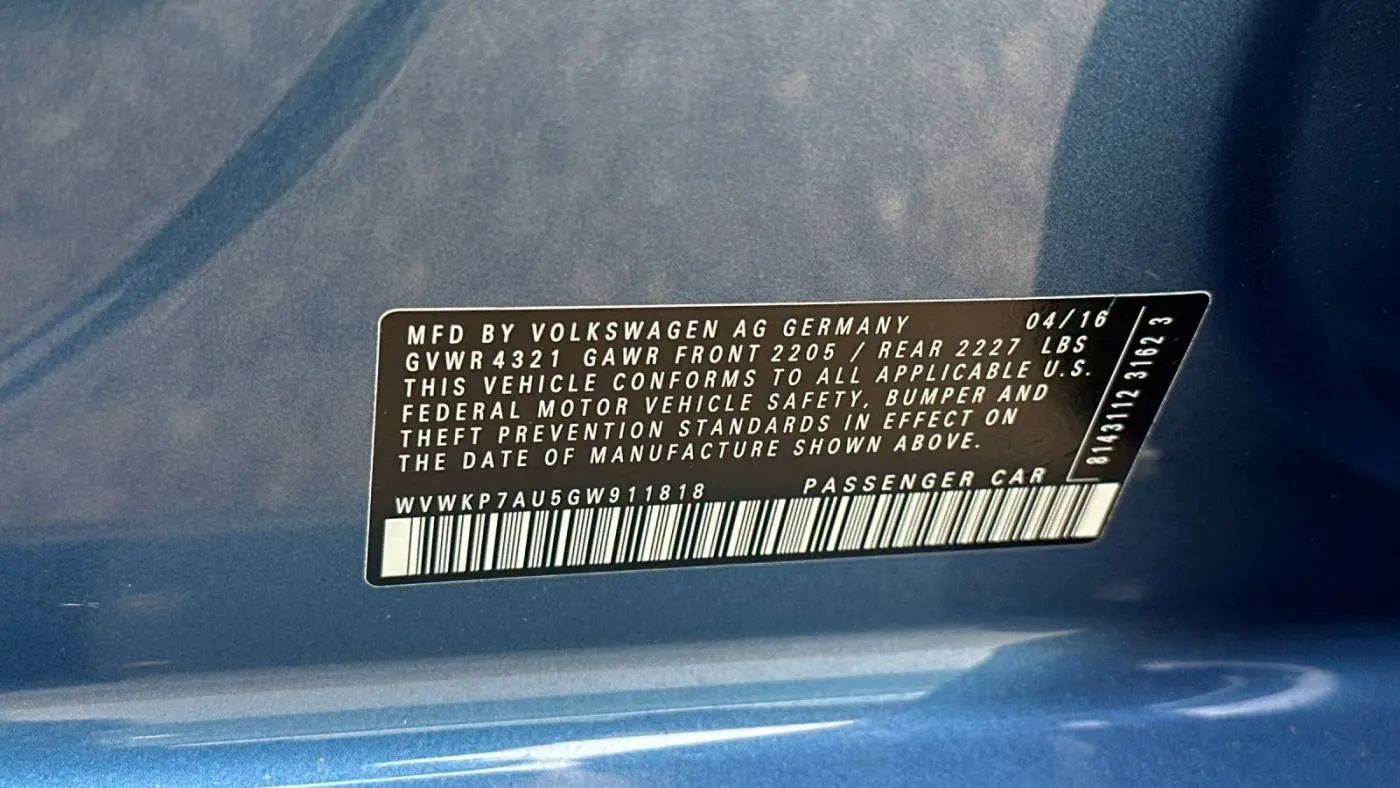 MFD BY VOLKSWAGEN AG GERMANY 04/16
GVWR 4321 GAWR FRONT 2205 / REAR 2227 LBS
THIS VEHICLE CONFORMS TO ALL APPLICABLE U.S.
FEDERAL MOTOR VEHICLE SAFETY, BUMPER AND
THEFT PREVENTION STANDARDS IN EFFECT ON
THE DATE OF MANUFACTURE SHOWN ABOVE.
WVWKP7AU5GW911818 PASSENGER CAR
8143112 3162 3